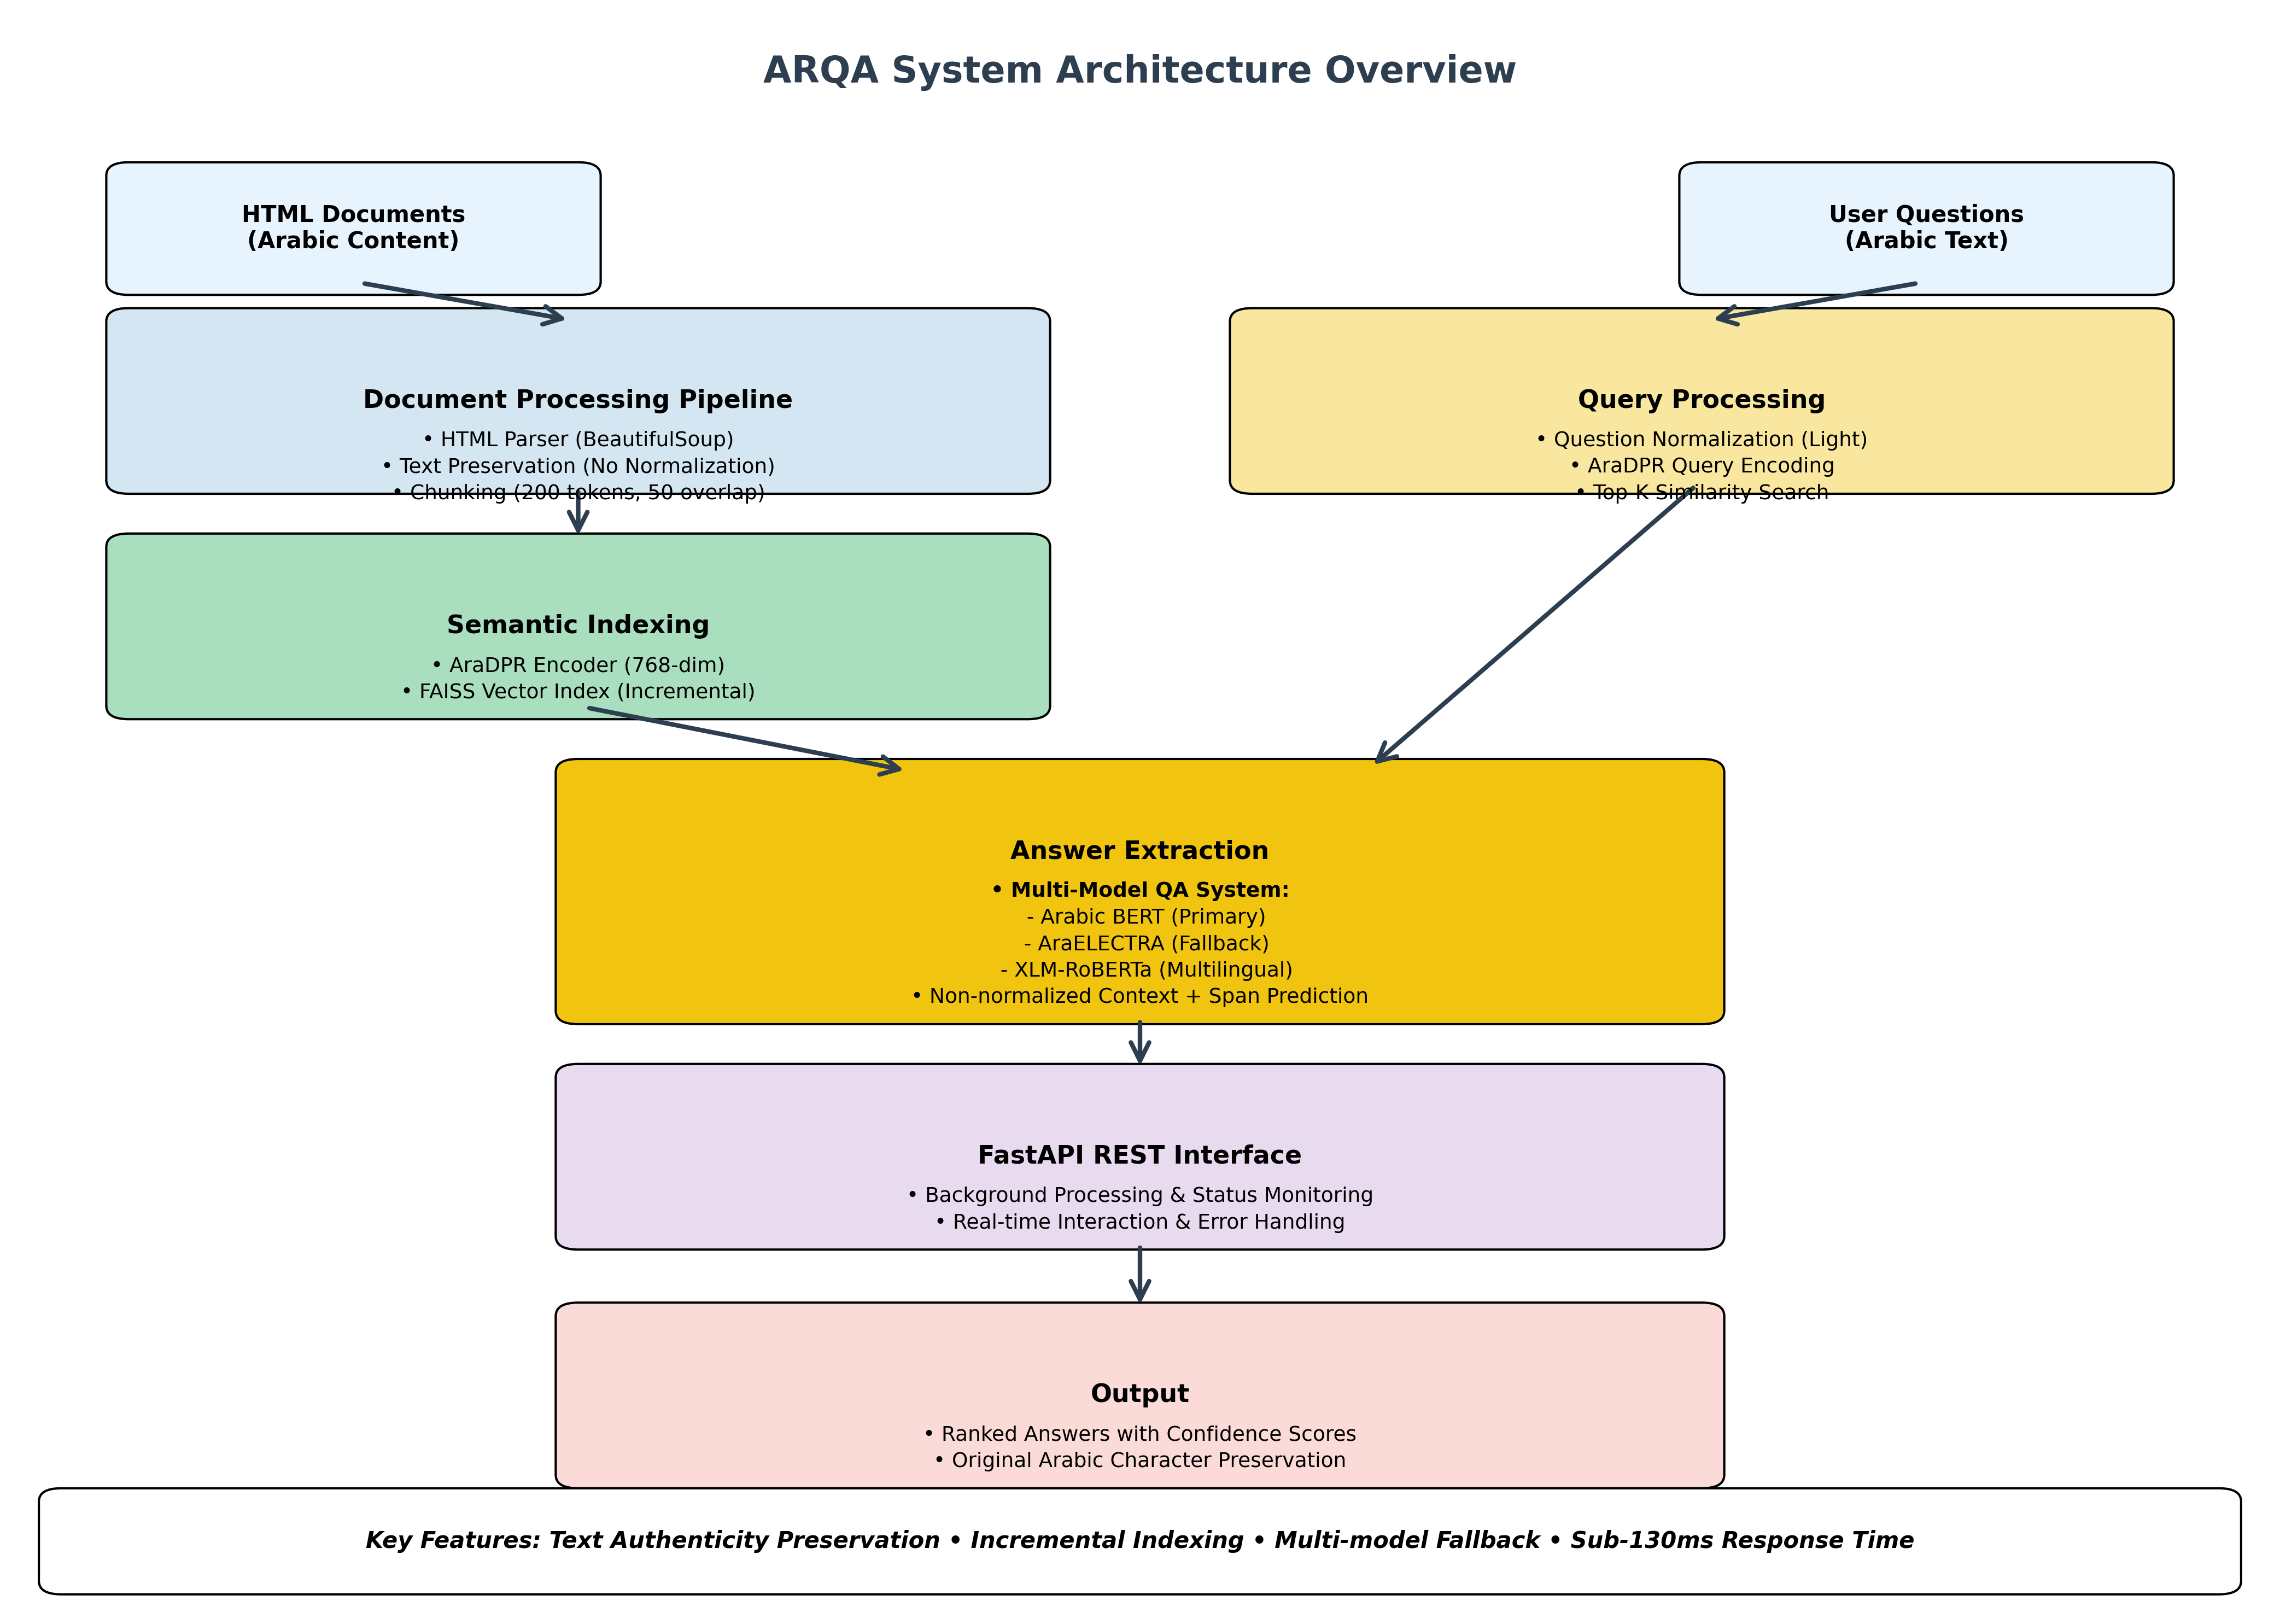 ARQA System Architecture Overview
HTML Documents
(Arabic Content)
User Questions
(Arabic Text)
Document Processing Pipeline
• HTML Parser (BeautifulSoup)
• Text Preservation (No Normalization)
• Chunking (200 tokens, 50 overlap)
Query Processing
• Question Normalization (Light)
• AraDPR Query Encoding
• Top-K Similarity Search
Semantic Indexing
• AraDPR Encoder (768-dim)
• FAISS Vector Index (Incremental)
Answer Extraction
• Multi-Model QA System:
- Arabic BERT (Primary)
- AraELECTRA (Fallback)
- XLM-RoBERTa (Multilingual)
• Non-normalized Context + Span Prediction
FastAPI REST Interface
• Background Processing & Status Monitoring
• Real-time Interaction & Error Handling
Output
• Ranked Answers with Confidence Scores
• Original Arabic Character Preservation
Key Features: Text Authenticity Preservation • Incremental Indexing • Multi-model Fallback • Sub-130ms Response Time